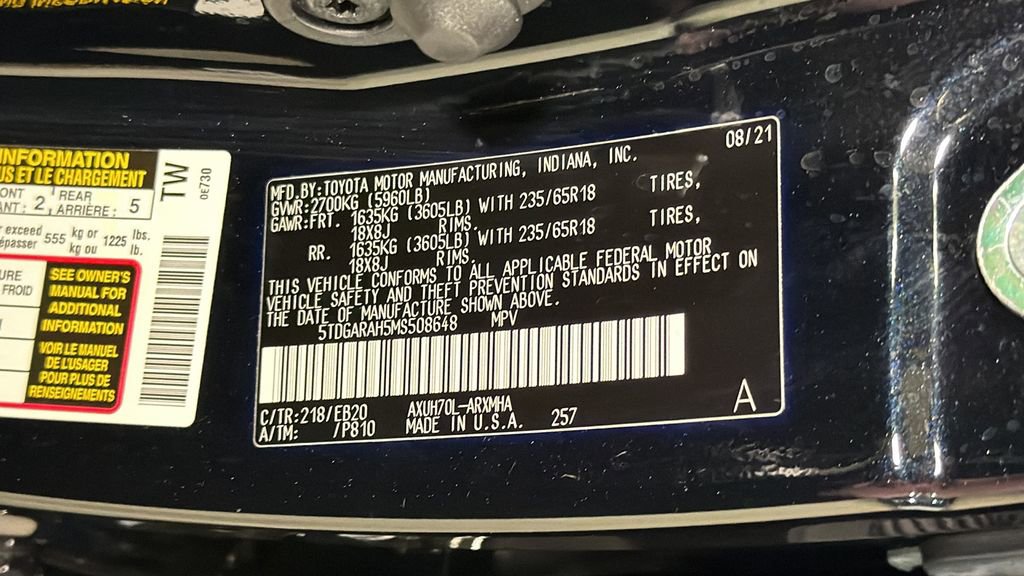 INFORMATION
US ET LE CHARGEMENT
2 REAR
ARRIÈRE: 5
exceed
555 kg or 1225 lbs.
kg ou lb.
FROID
SEE OWNER'S
MANUAL FOR
ADDITIONAL
INFORMATION
VOIR LE MANUEL
DE L'USAGER
POUR PLUS DE
RENSEIGNEMENTS
TW
06730
08/21
MFD.BY:TOYOTA MOTOR MANUFACTURING, INDIANA, INC.
GVWR:2700KG (5960LB)
GAWR:FRT. 1635KG (3605LB) WITH 235/65R18 TIRES,
18X8J RIMS.
RR. 1635KG (3605LB) WITH 235/65R18 TIRES,
18X8J RIMS.
THIS VEHICLE CONFORMS TO ALL APPLICABLE FEDERAL MOTOR
VEHICLE SAFETY AND THEFT PREVENTION STANDARDS IN EFFECT ON
THE DATE OF MANUFACTURE SHOWN ABOVE.
5TDGARAH5MS508648 MPV
C/TR:218/EB20 AXUH70L-ARXMHA
A/TM: /P810 MADE IN U.S.A. 257
A